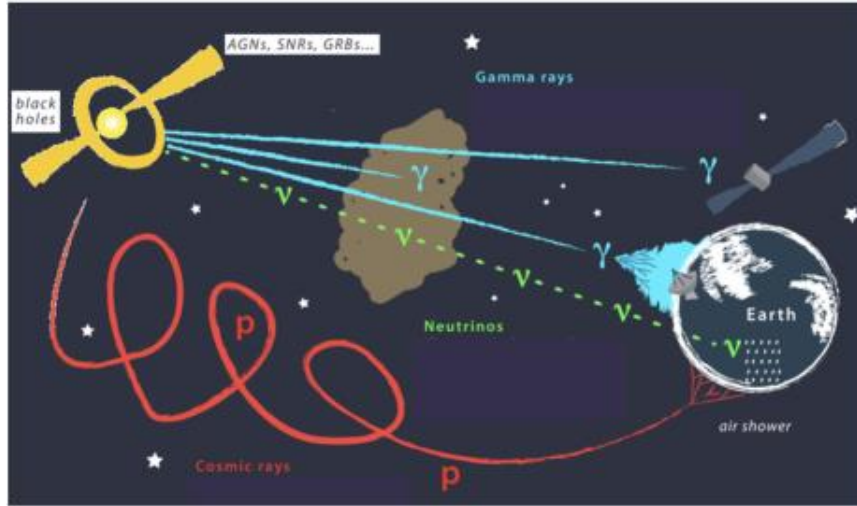 AGNs, SNRs, GRBs...
black
holes
Gamma rays
γ
γ
γ
ν
ν
ν
ν
ν
Neutrinos
Earth
p
p
Cosmic rays
air shower